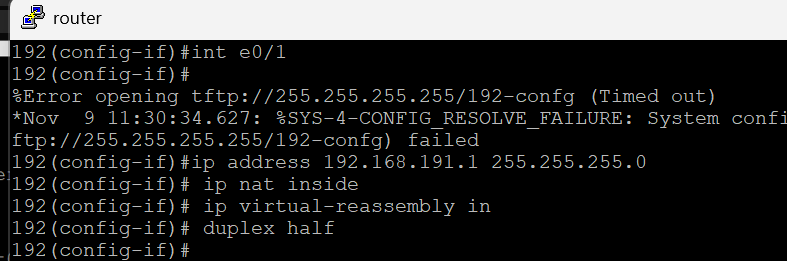 router
192(config-if)#int e0/1
192(config-if)#
%Error opening tftp://255.255.255.255/192-confg (Timed out)
*Nov  9 11:30:34.627: %SYS-4-CONFIG_RESOLVE_FAILURE: System confi
ftp://255.255.255.255/192-confg) failed
192(config-if)#ip address 192.168.191.1 255.255.255.0
192(config-if)# ip nat inside
192(config-if)# ip virtual-reassembly in
192(config-if)# duplex half
192(config-if)#